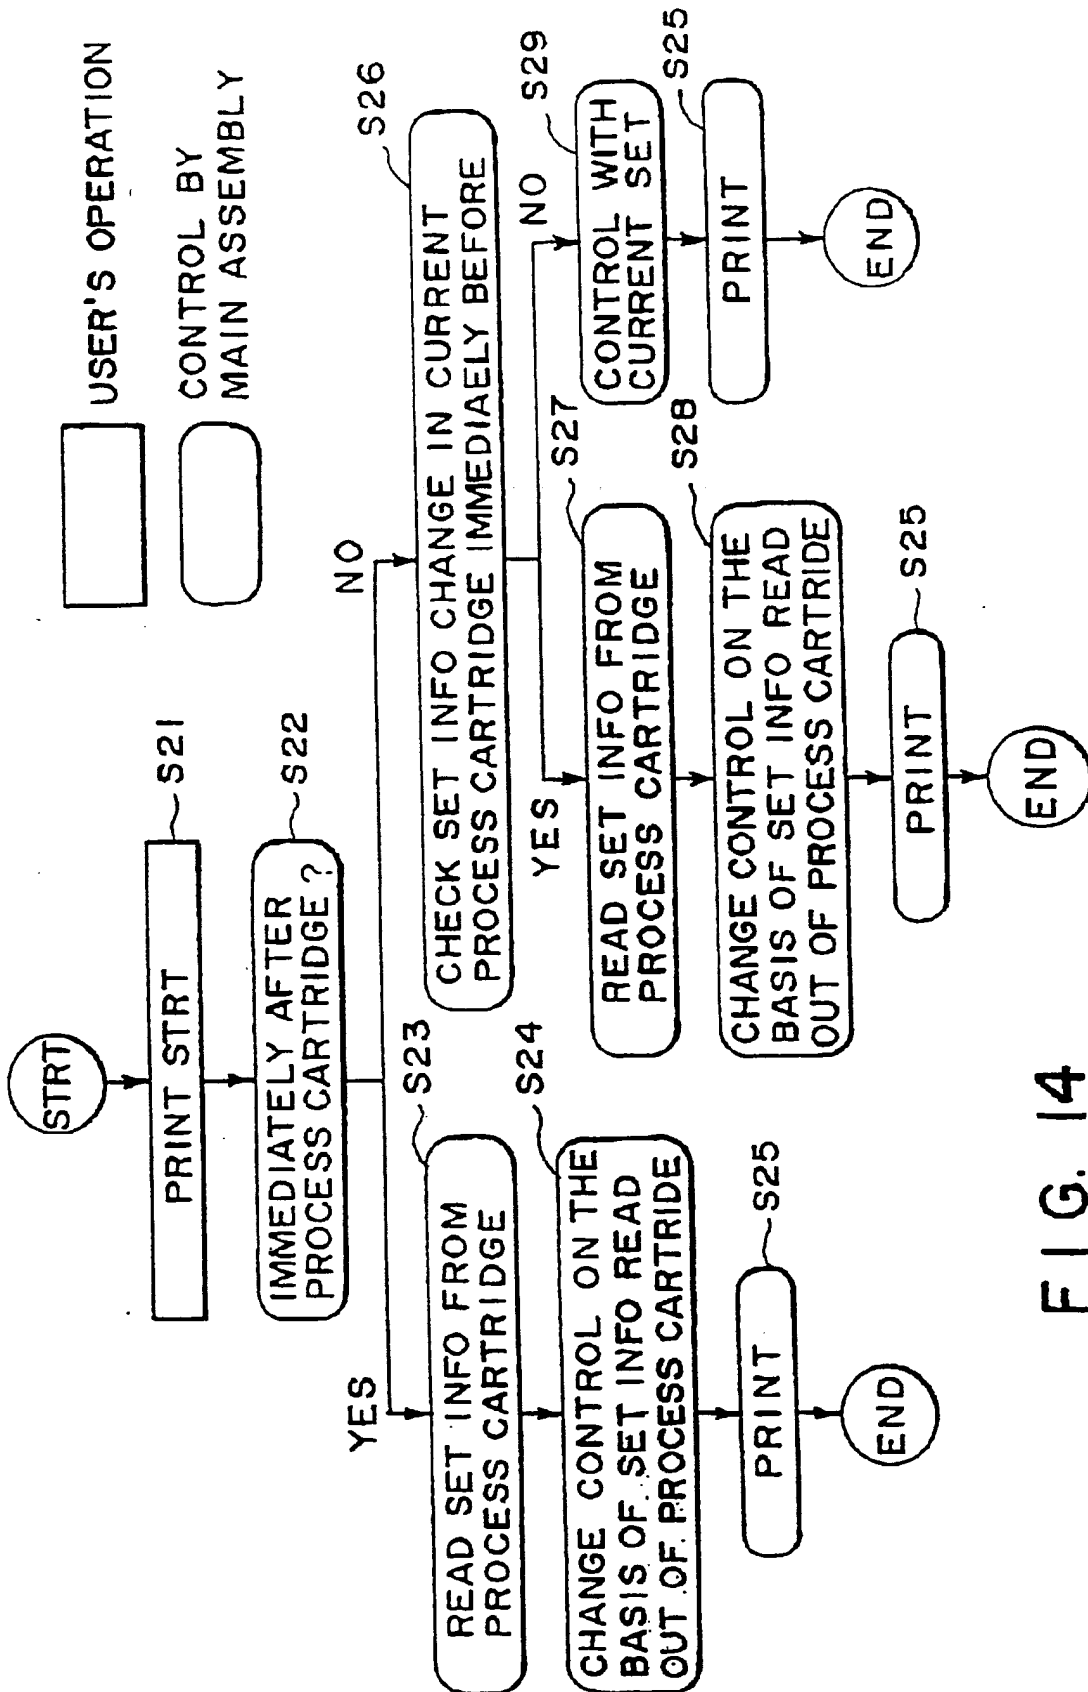 USER'S OPERATION
CONTROL BY
MAIN ASSEMBLY
STRT
PRINT STRT
S21
IMMEDIATELY AFTER
PROCESS CARTRIDGE?
S22
YES
NO
READ SET INFO FROM
PROCESS CARTRIDGE
S23
CHANGE CONTROL ON THE
BASIS OF SET INFO READ
OUT OF PROCESS CARTRIDE
S24
PRINT
S25
END
CHECK SET INFO CHANGE IN CURRENT
PROCESS CARTRIDGE IMMEDIAELY BEFORE
S26
YES
NO
READ SET INFO FROM
PROCESS CARTRIDGE
S27
CHANGE CONTROL ON THE
BASIS OF SET INFO READ
OUT OF PROCESS CARTRIDE
S28
PRINT
S25
END
CONTROL WITH
CURRENT SET
S29
PRINT
S25
END
FIG. 14